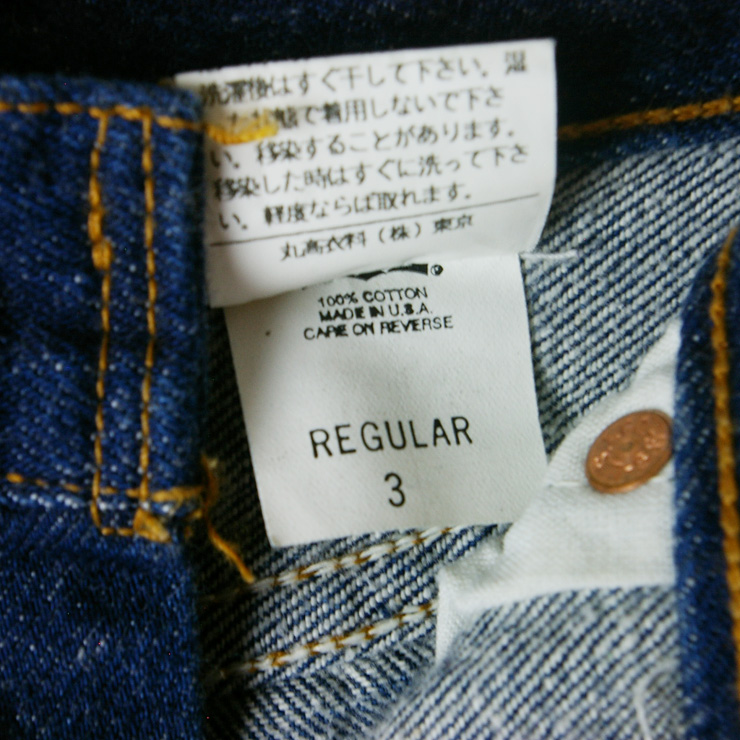 洗濯後はすぐ干して下さい。湿
態で着用しないで下さ
い。移染することがあります。
移染した時はすぐに洗って下さ
い。軽度ならば取れます。
丸高衣料（株）東京
®
100% COTTON
MADE IN U.S.A.
CARE ON REVERSE
REGULAR
3